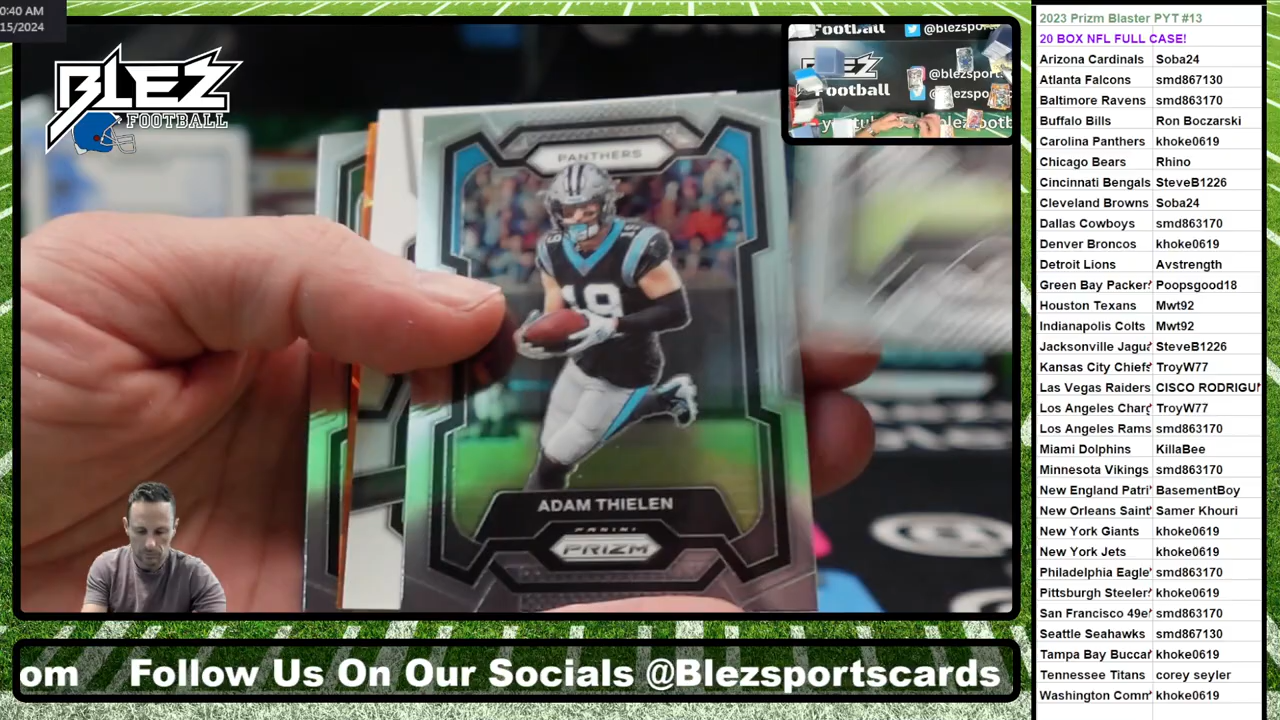 0:40 AM
15/2024
BLEZ
FOOTBALL
PANTHERS
19
ADAM THIELEN
PANINI
PRIZM
Football
@blezspor
@blezsport
Football
2023 Prizm Blaster PYT #13
20 BOX NFL FULL CASE!
Arizona Cardinals Soba24
Atlanta Falcons smd867130
Baltimore Ravens smd863170
Buffalo Bills Ron Boczarski
Carolina Panthers khoke0619
Chicago Bears Rhino
Cincinnati Bengals SteveB1226
Cleveland Browns Soba24
Dallas Cowboys smd863170
Denver Broncos khoke0619
Detroit Lions Avstrength
Green Bay Packer Poopsgood18
Houston Texans Mwt92
Indianapolis Colts Mwt92
Jacksonville Jagua SteveB1226
Kansas City Chiefs TroyW77
Las Vegas Raiders CISCO RODRIGU
Los Angeles Charg TroyW77
Los Angeles Rams smd863170
Miami Dolphins KillaBee
Minnesota Vikings smd863170
New England Patri BasementBoy
New Orleans Saint Samer Khouri
New York Giants khoke0619
New York Jets khoke0619
Philadelphia Eagle smd863170
Pittsburgh Steeler khoke0619
San Francisco 49e smd863170
Seattle Seahawks smd867130
Tampa Bay Buccar khoke0619
Tennessee Titans corey seyler
Washington Comm khoke0619
om Follow Us On Our Socials @Blezsportscards